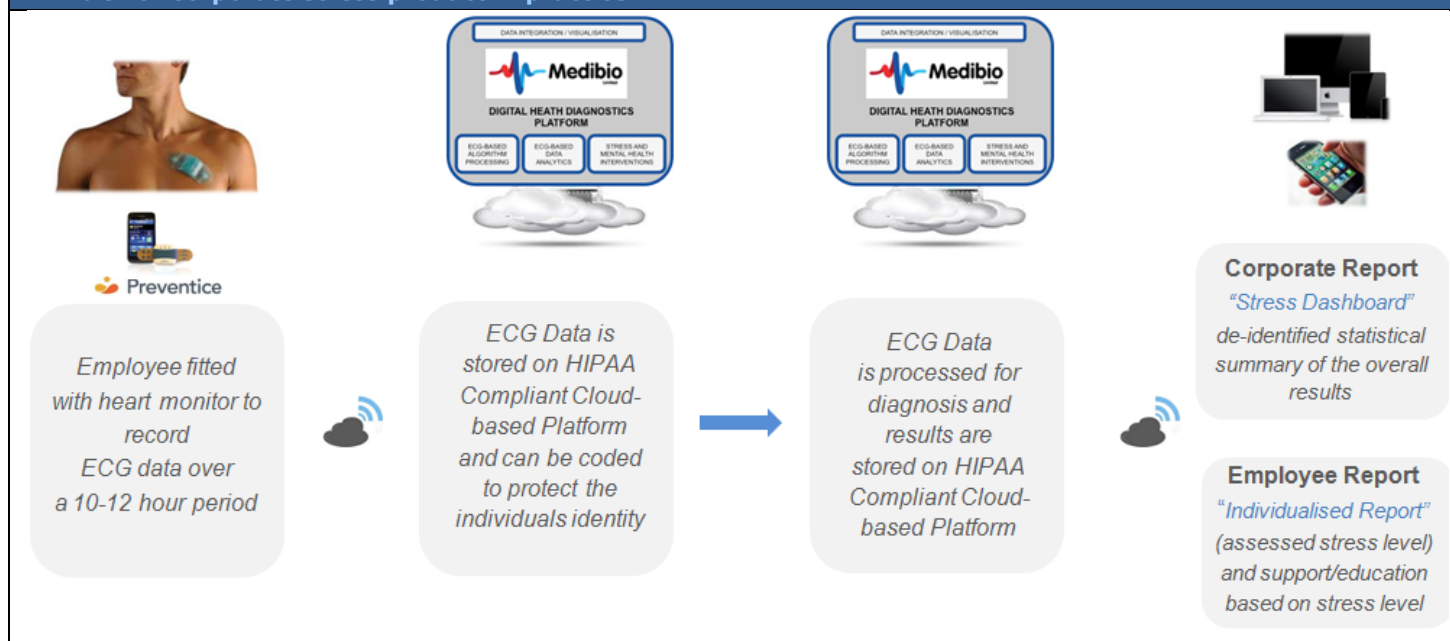 Preventice
Employee fitted
with heart monitor to
record
ECG data over
a 10-12 hour period
DATA INTEGRATION / VISUALISATION
Medibio
Limited
DIGITAL HEATH DIAGNOSTICS
PLATFORM
ECG-BASED
ALGORITHM
PROCESSING
ECG-BASED
DATA
ANALYTICS
STRESS AND
MENTAL HEALTH
INTERVENTIONS
ECG Data is
stored on HIPAA
Compliant Cloud-
based Platform
and can be coded
to protect the
individuals identity
DATA INTEGRATION / VISUALISATION
Medibio
Limited
DIGITAL HEATH DIAGNOSTICS
PLATFORM
ECG-BASED
ALGORITHM
PROCESSING
ECG-BASED
DATA
ANALYTICS
STRESS AND
MENTAL HEALTH
INTERVENTIONS
ECG Data
is processed for
diagnosis and
results are
stored on HIPAA
Compliant Cloud-
based Platform
Corporate Report
“Stress Dashboard”
de-identified statistical
summary of the overall
results
Employee Report
“Individualised Report”
(assessed stress level)
and support/education
based on stress level